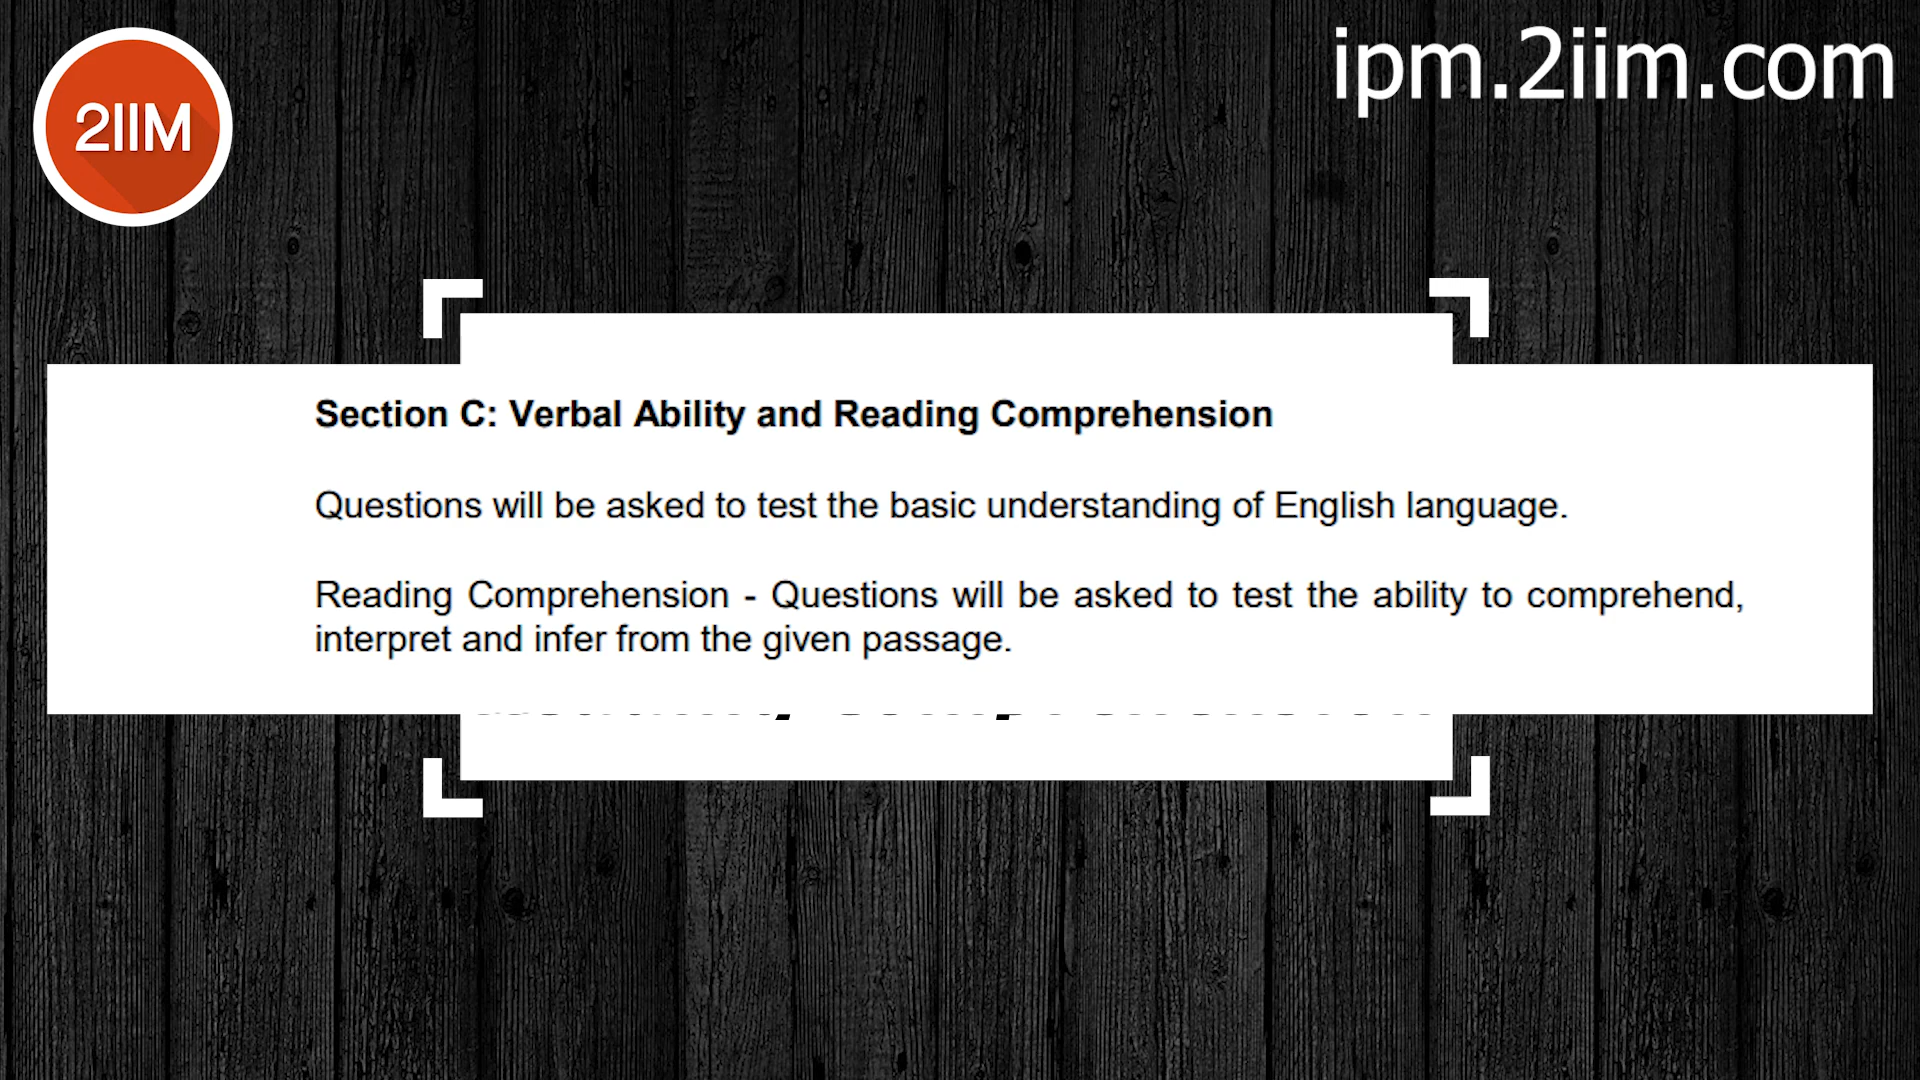 2IIM
ipm.2iim.com
Section C: Verbal Ability and Reading Comprehension
Questions will be asked to test the basic understanding of English language.
Reading Comprehension - Questions will be asked to test the ability to comprehend,
interpret and infer from the given passage.